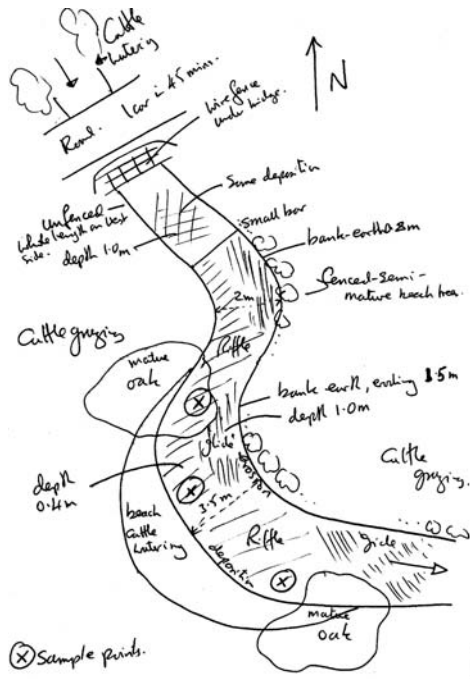 Cattle
watering
Road. 1 car in 45 mins.
wire fence
under bridge.
N
Some deposition
unfenced
whole length on West
side.
depth 1.0m
small bar
bank-earth 0.8m
2m
fenced-semi-
mature beech trees.
Cattle grazing
mature
oak
Riffle
bank earth, eroding 1.5m
depth 1.0m
glide
erosion
Cattle
grazing.
depth
0.4m
3.5m
beach
cattle
watering
deposition
Riffle
glide
mature
oak
X Sample points.